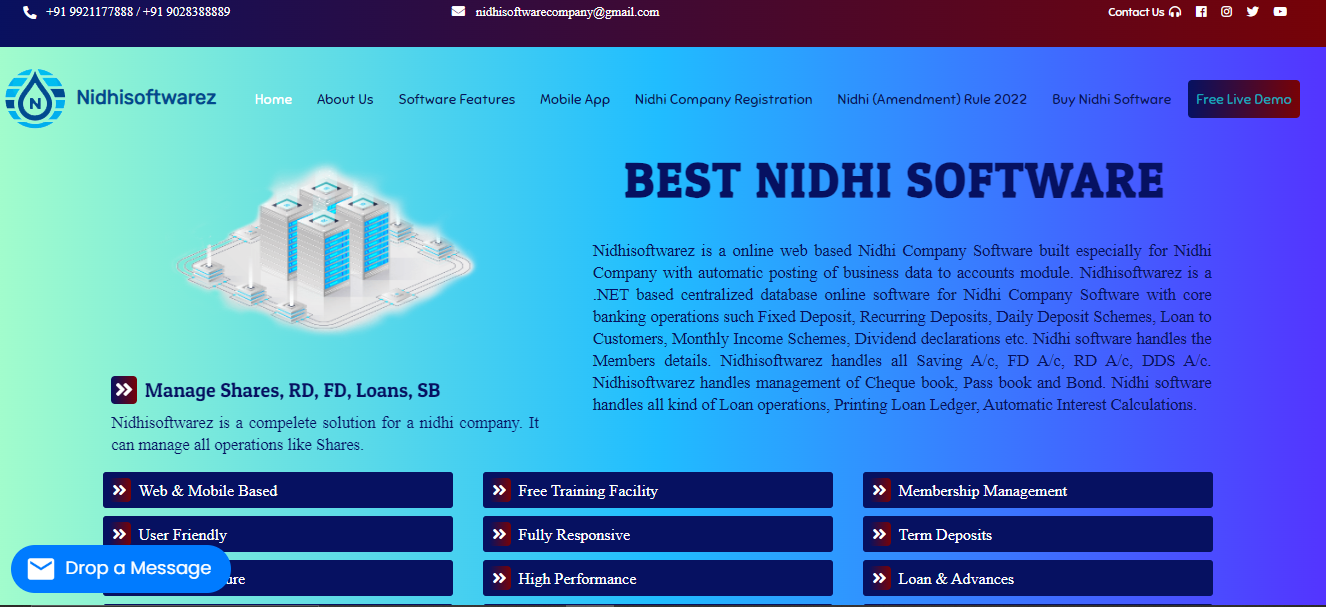 +91 9921177888 / +91 9028388889
nidhisoftwarecompany@gmail.com
Contact Us
N
Nidhisoftwarez
Home
About Us
Software Features
Mobile App
Nidhi Company Registration
Nidhi (Amendment) Rule 2022
Buy Nidhi Software
Free Live Demo
BEST NIDHI SOFTWARE
Nidhisoftwarez is a online web based Nidhi Company Software built especially for Nidhi
Company with automatic posting of business data to accounts module. Nidhisoftwarez is a
.NET based centralized database online software for Nidhi Company Software with core
banking operations such Fixed Deposit, Recurring Deposits, Daily Deposit Schemes, Loan to
Customers, Monthly Income Schemes, Dividend declarations etc. Nidhi software handles the
Members details. Nidhisoftwarez handles all Saving A/c, FD A/c, RD A/c, DDS A/c.
Nidhisoftwarez handles management of Cheque book, Pass book and Bond. Nidhi software
handles all kind of Loan operations, Printing Loan Ledger, Automatic Interest Calculations.
Manage Shares, RD, FD, Loans, SB
Nidhisoftwarez is a compelete solution for a nidhi company. It
can manage all operations like Shares.
Web & Mobile Based
Free Training Facility
Membership Management
User Friendly
Fully Responsive
Term Deposits
High Performance
Loan & Advances
Drop a Message